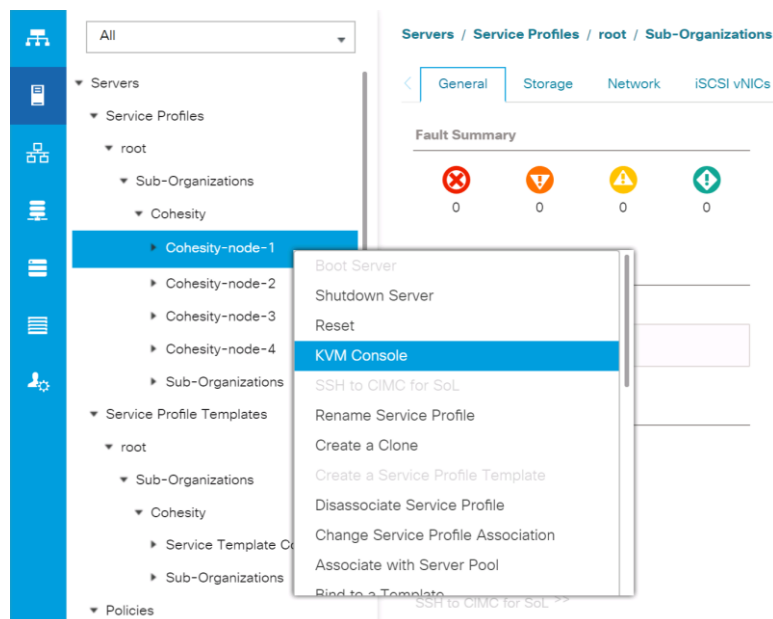 All
Servers
Service Profiles
root
Sub-Organizations
Cohesity
Cohesity-node-1
Cohesity-node-2
Cohesity-node-3
Cohesity-node-4
Sub-Organizations
Service Profile Templates
root
Sub-Organizations
Cohesity
Service Template
Sub-Organizations
Policies
Servers / Service Profiles / root / Sub-Organizations
General Storage Network iSCSI vNICs
Fault Summary
0 0 0 0
Boot Server
Shutdown Server
Reset
KVM Console
SSH to CIMC for SoL
Rename Service Profile
Create a Clone
Create a Service Profile Template
Disassociate Service Profile
Change Service Profile Association
Associate with Server Pool
Bind to a Template
SSH to CIMC for SoL >>